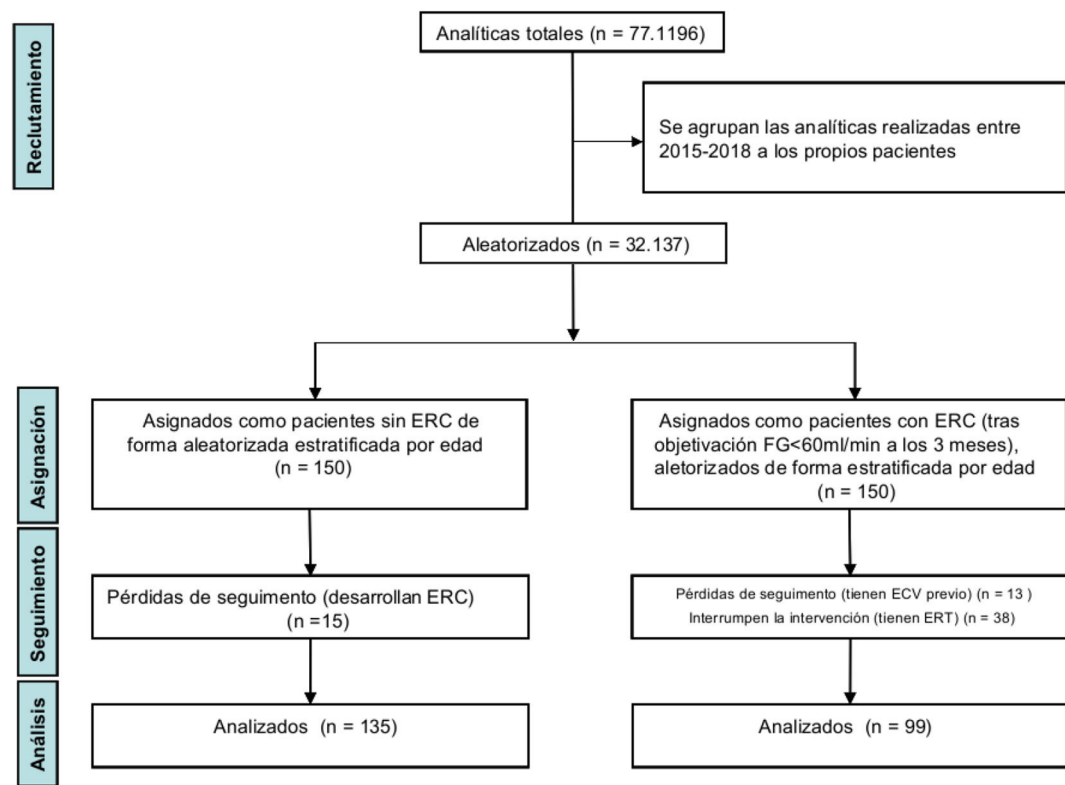 Reclutamiento
Analíticas totales (n = 77.1196)
Se agrupan las analíticas realizadas entre
2015-2018 a los propios pacientes
Aleatorizados (n = 32.137)
Asignación
Asignados como pacientes sin ERC de
forma aleatorizada estratificada por edad
(n = 150)
Asignados como pacientes con ERC (tras
objetivación FG<60ml/min a los 3 meses),
aletorizados de forma estratificada por edad
(n = 150)
Seguimiento
Pérdidas de seguimento (desarrollan ERC)
(n =15)
Pérdidas de seguimento (tienen ECV previo) (n = 13 )
Interrumpen la intervención (tienen ERT) (n = 38)
Análisis
Analizados (n = 135)
Analizados (n = 99)